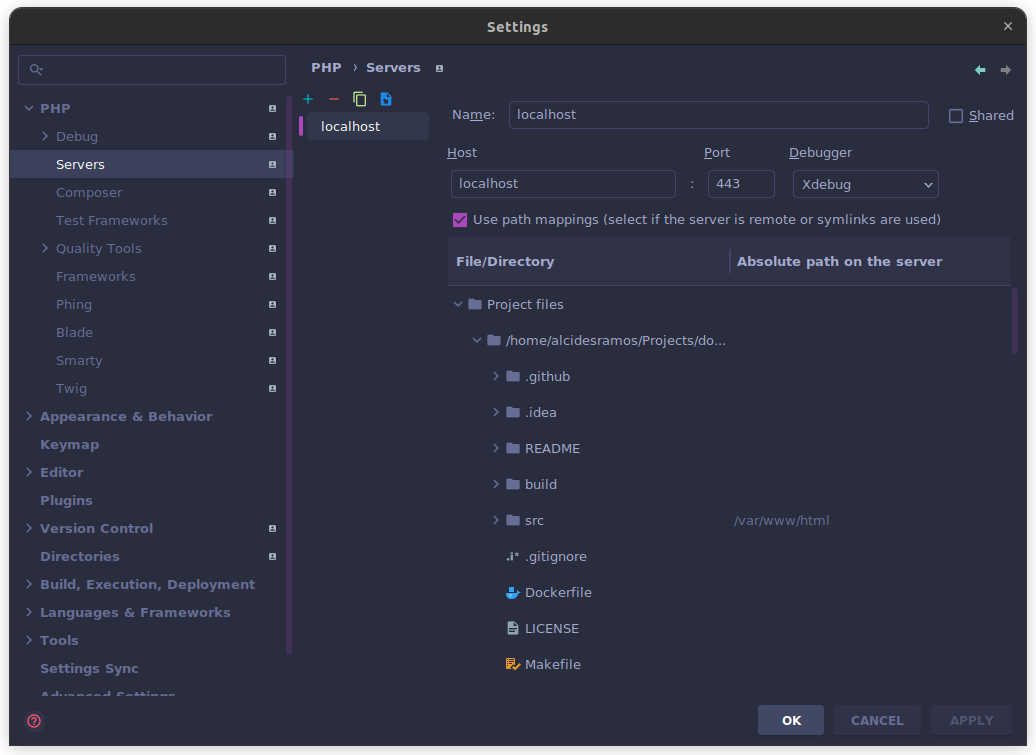 Settings
PHP › Servers
PHP
Debug
Servers
Composer
Test Frameworks
Quality Tools
Frameworks
Phing
Blade
Smarty
Twig
Appearance & Behavior
Keymap
Editor
Plugins
Version Control
Directories
Build, Execution, Deployment
Languages & Frameworks
Tools
Settings Sync
Advanced Settings
localhost
Name: localhost Shared
Host Port Debugger
localhost : 443 Xdebug
Use path mappings (select if the server is remote or symlinks are used)
File/Directory Absolute path on the server
Project files
/home/alcidesramos/Projects/do...
.github
.idea
README
build
src /var/www/html
.i* .gitignore
Dockerfile
LICENSE
Makefile
? OK CANCEL APPLY